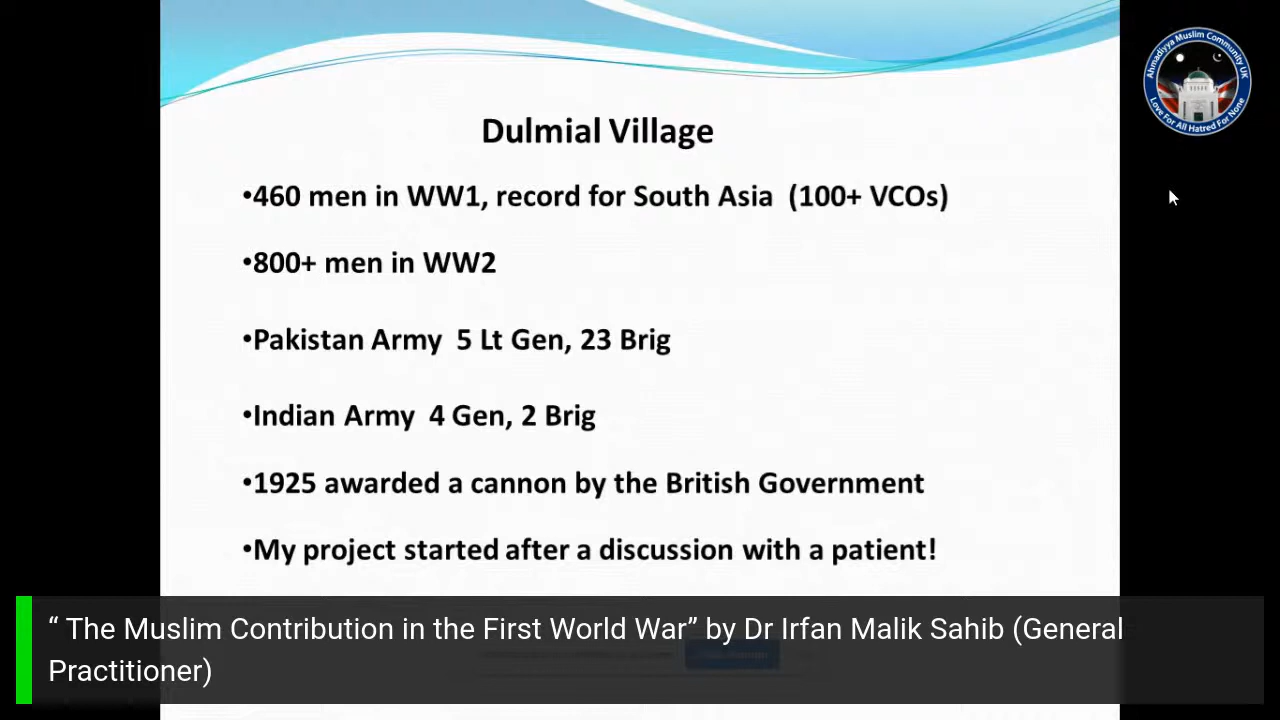 Ahmadiyya Muslim Community UK
Love For All Hatred For None
Dulmial Village
•460 men in WW1, record for South Asia (100+ VCOs)
•800+ men in WW2
•Pakistan Army 5 Lt Gen, 23 Brig
•Indian Army 4 Gen, 2 Brig
•1925 awarded a cannon by the British Government
•My project started after a discussion with a patient!
“ The Muslim Contribution in the First World War” by Dr Irfan Malik Sahib (General
Practitioner)